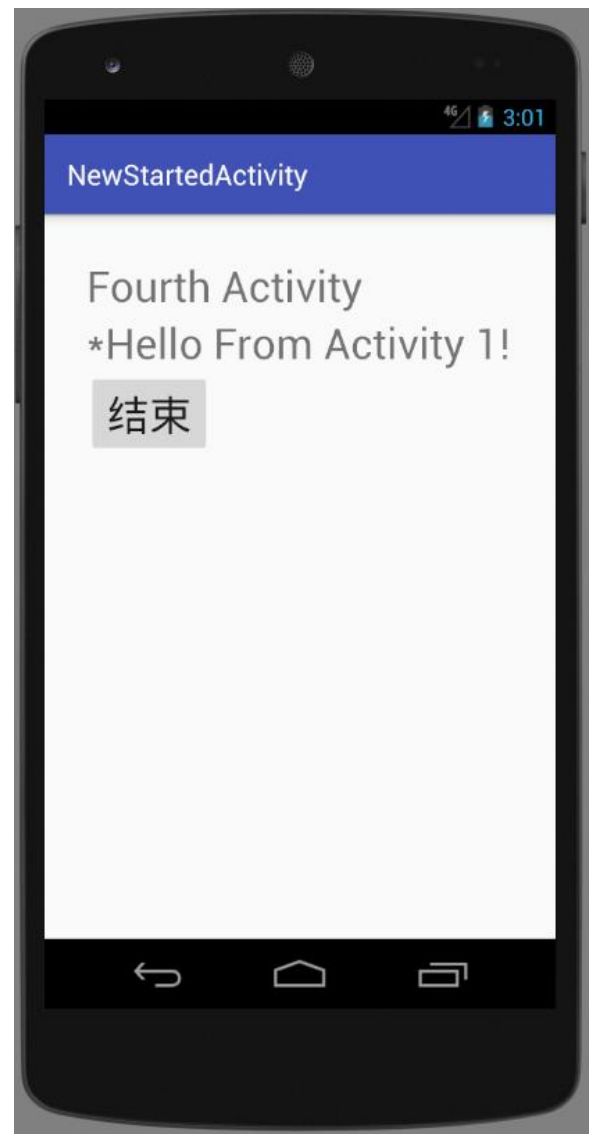 4G 3:01
NewStartedActivity
Fourth Activity
*Hello From Activity 1!
结束